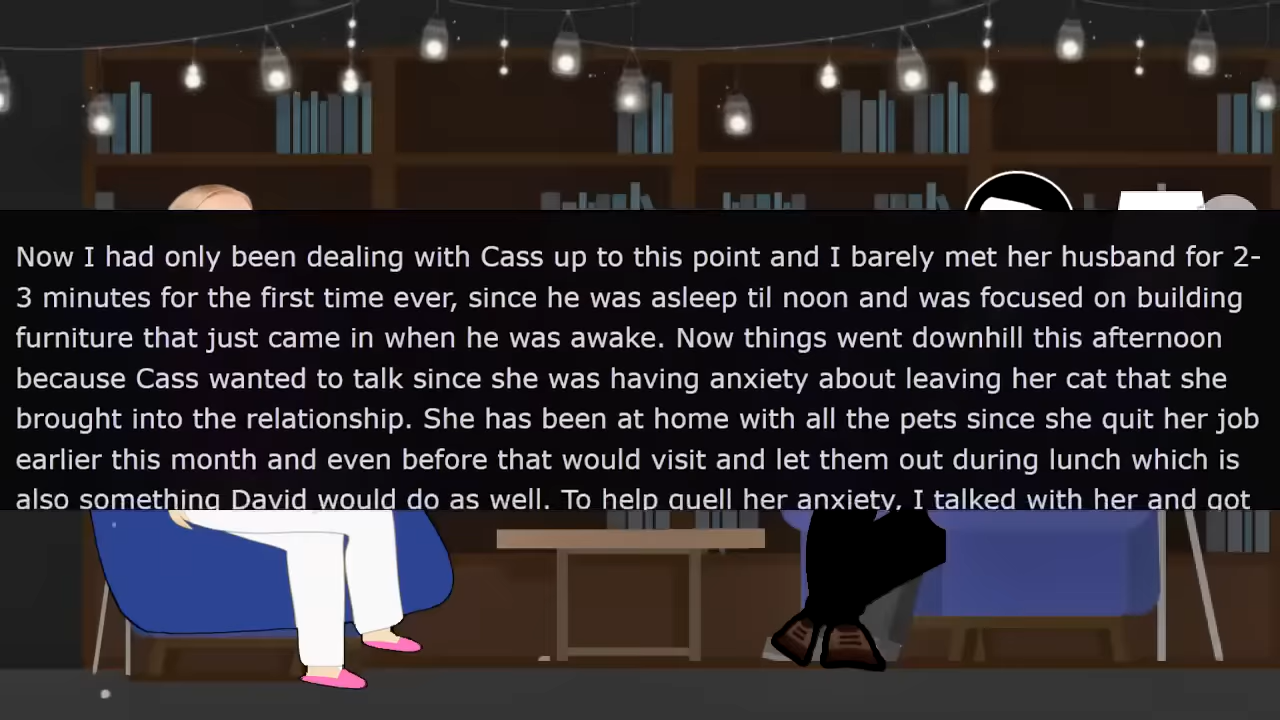 Now I had only been dealing with Cass up to this point and I barely met her husband for 2-
3 minutes for the first time ever, since he was asleep til noon and was focused on building
furniture that just came in when he was awake. Now things went downhill this afternoon
because Cass wanted to talk since she was having anxiety about leaving her cat that she
brought into the relationship. She has been at home with all the pets since she quit her job
earlier this month and even before that would visit and let them out during lunch which is
also something David would do as well. To help quell her anxiety, I talked with her and got